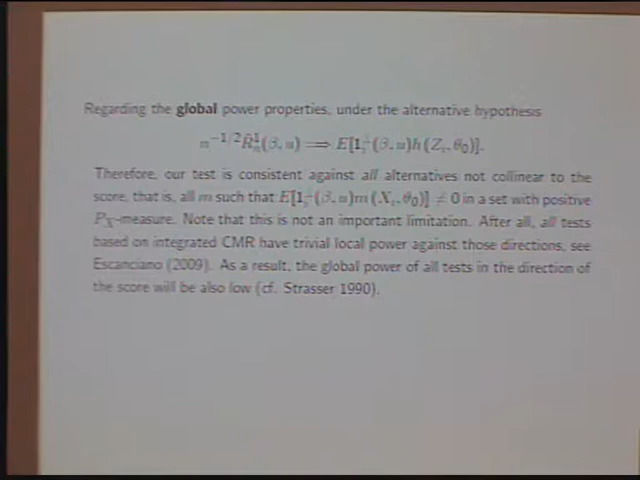 Regarding the global power properties, under the alternative hypothesis
n^{-1/2} R̂_n^1(β, u) ⟹ E[1_i^⊥(β, u)h(Z_i, θ_0)].
Therefore, our test is consistent against all alternatives not collinear to the
score, that is, all m such that E[1_i^⊥(β, u)m(X_i, θ_0)] ≠ 0 in a set with positive
P_X-measure. Note that this is not an important limitation. After all, all tests
based on integrated CMR have trivial local power against those directions, see
Escanciano (2009). As a result, the global power of all tests in the direction of
the score will be also low (cf. Strasser 1990).